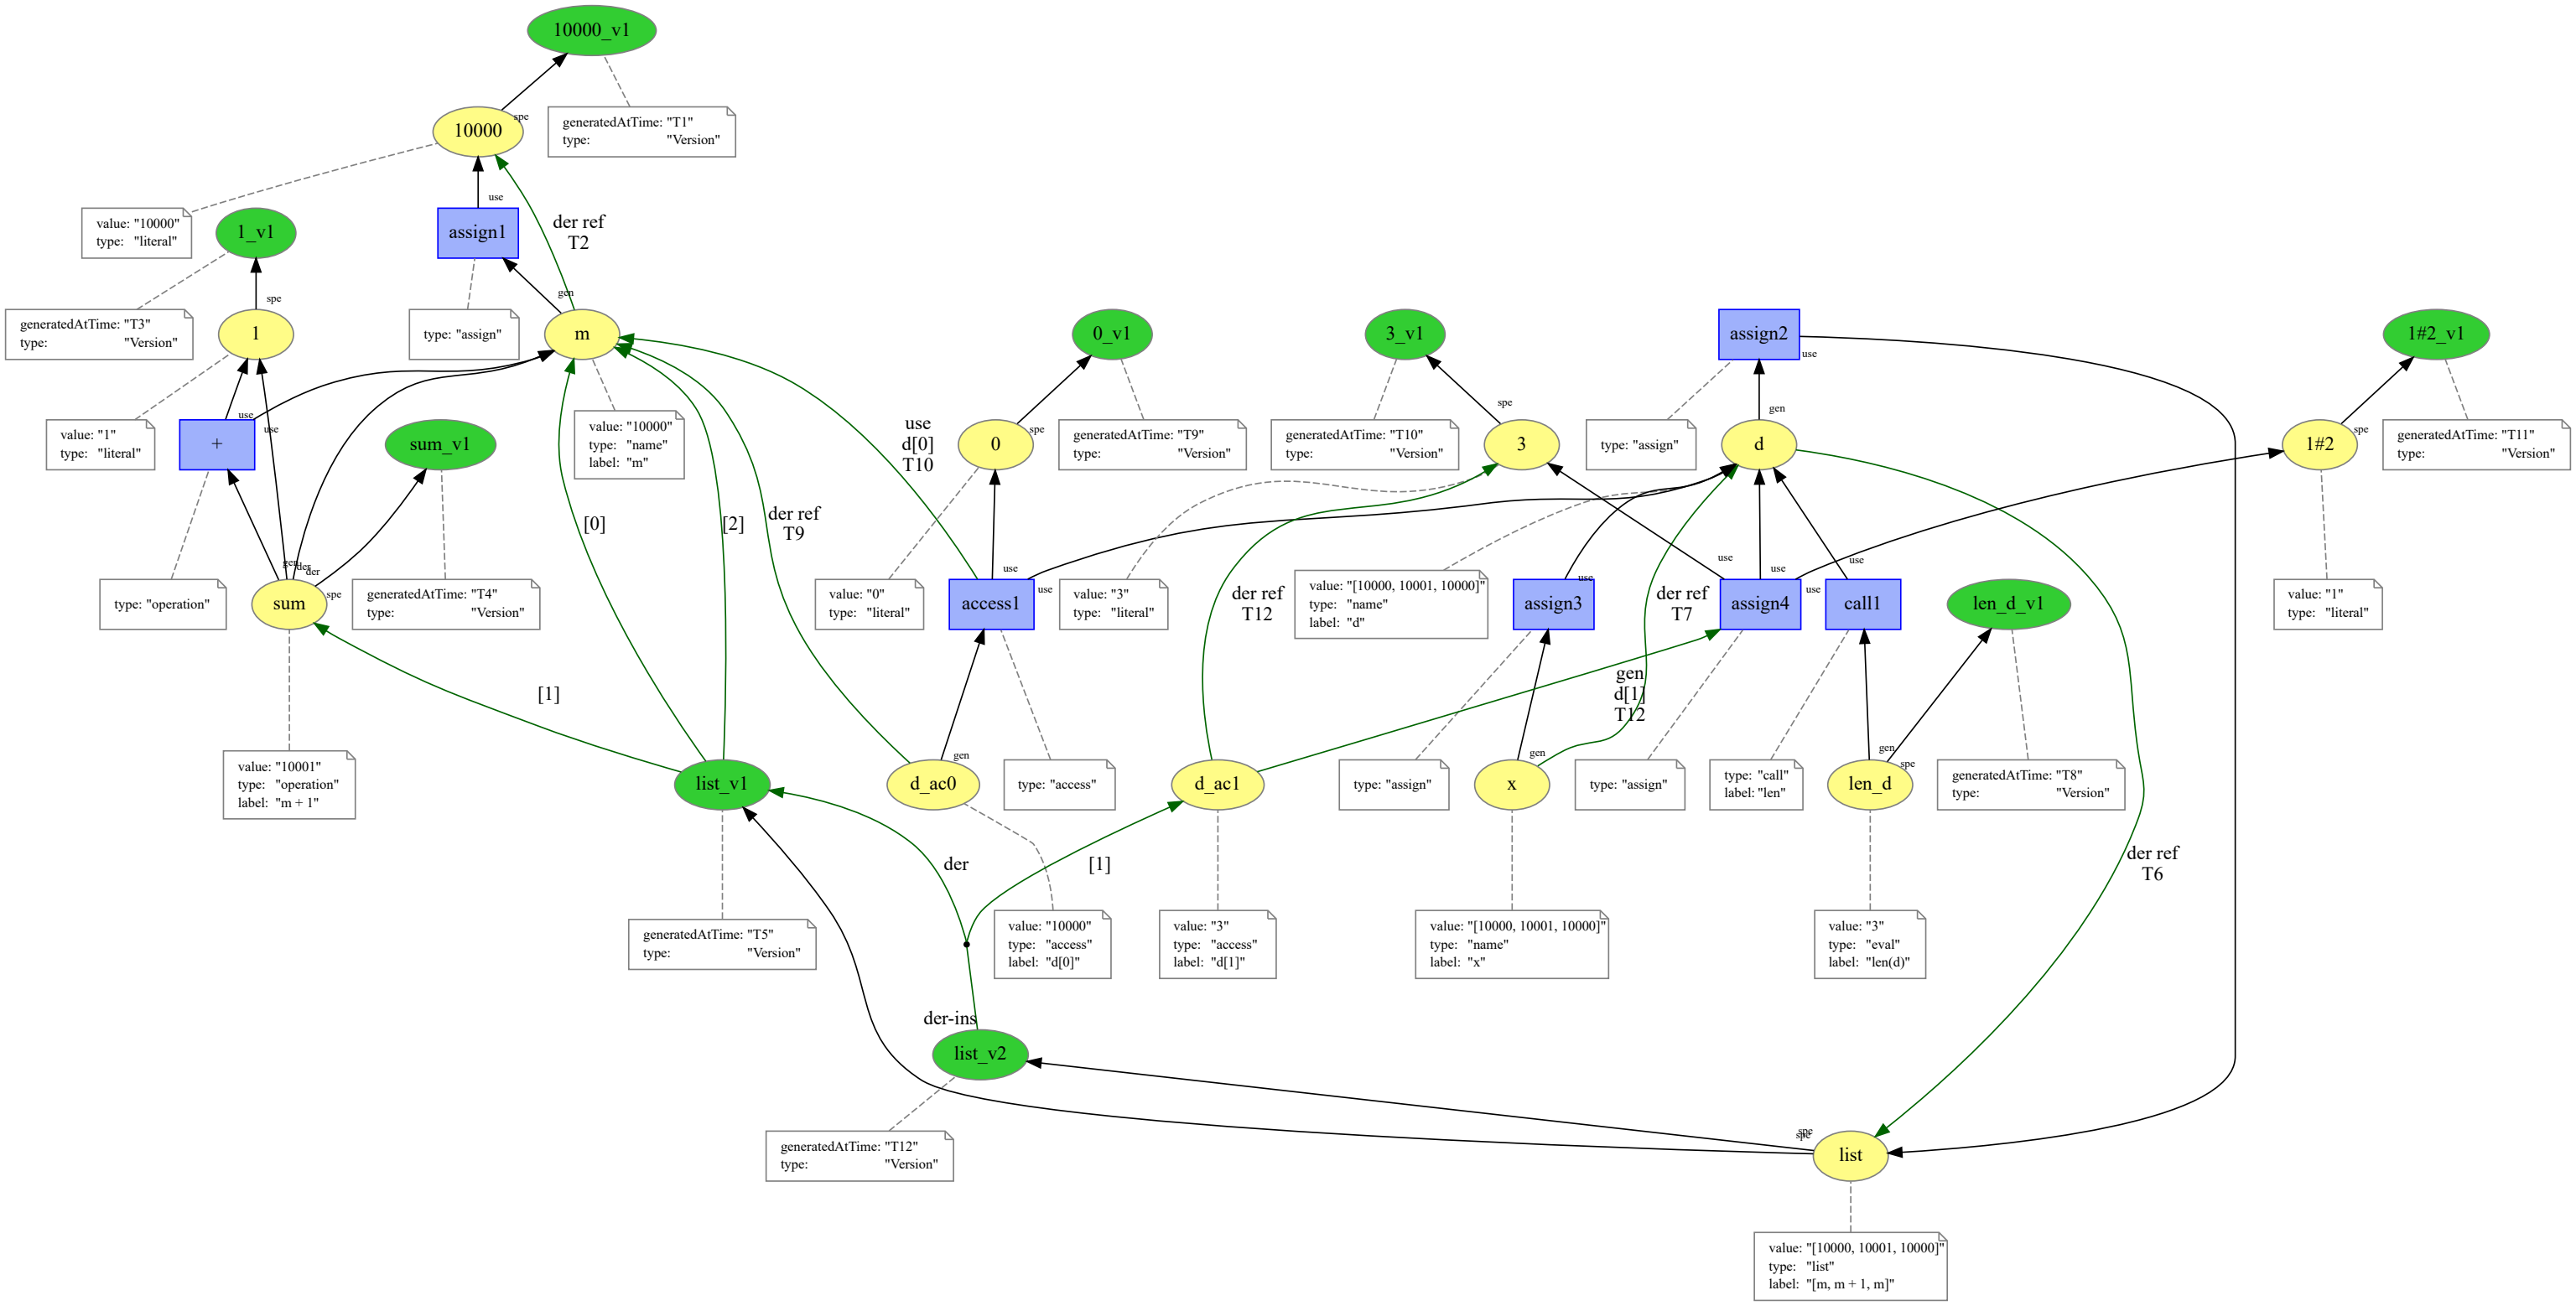 10000_v1
10000
spe
generatedAtTime: "T1"
type: "Version"
use
value: "10000"
type: "literal"
1_v1
assign1
der ref
T2
gen
spe
generatedAtTime: "T3"
type: "Version"
1
type: "assign"
m
0_v1
3_v1
assign2
use
1#2_v1
value: "1"
type: "literal"
+
use
use
sum_v1
value: "10000"
type: "name"
label: "m"
use
d[0]
T10
0
spe
generatedAtTime: "T9"
type: "Version"
generatedAtTime: "T10"
type: "Version"
spe
3
type: "assign"
gen
d
1#2
spe
generatedAtTime: "T11"
type: "Version"
[0]
[2]
der ref
T9
type: "operation"
gen
der
der
sum
spe
generatedAtTime: "T4"
type: "Version"
value: "0"
type: "literal"
use
access1
use
value: "3"
type: "literal"
der ref
T12
value: "[10000, 10001, 10000]"
type: "name"
label: "d"
use
assign3
der ref
T7
use
use
assign4
use
use
call1
len_d_v1
value: "1"
type: "literal"
[1]
gen
d[1]
T12
value: "10001"
type: "operation"
label: "m + 1"
list_v1
gen
d_ac0
type: "access"
d_ac1
type: "assign"
gen
x
type: "assign"
type: "call"
label: "len"
gen
len_d
spe
generatedAtTime: "T8"
type: "Version"
der
[1]
der ref
T6
generatedAtTime: "T5"
type: "Version"
value: "10000"
type: "access"
label: "d[0]"
value: "3"
type: "access"
label: "d[1]"
value: "[10000, 10001, 10000]"
type: "name"
label: "x"
value: "3"
type: "eval"
label: "len(d)"
der-ins
list_v2
generatedAtTime: "T12"
type: "Version"
spe
spe
list
value: "[10000, 10001, 10000]"
type: "list"
label: "[m, m + 1, m]"